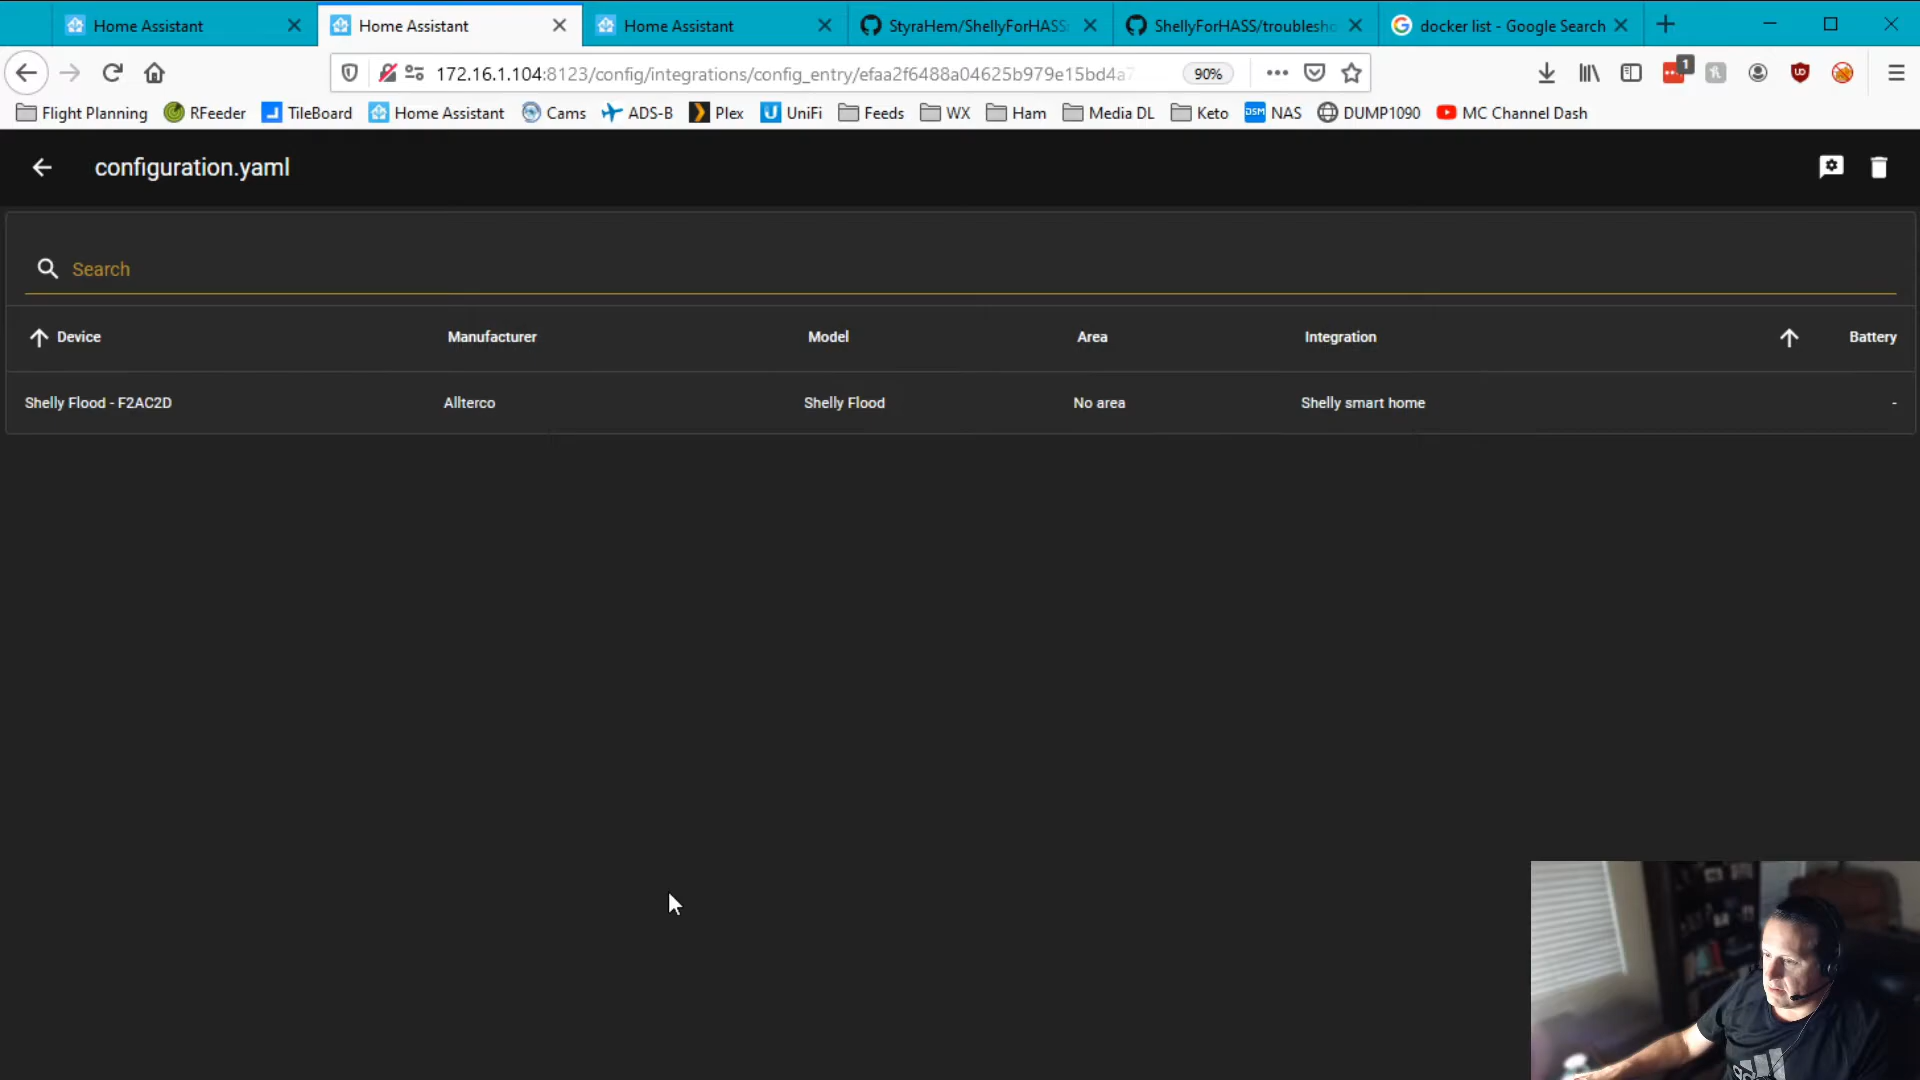 Home Assistant
Home Assistant
Home Assistant
StyraHem/ShellyForHASS
ShellyForHASS/troublesho
docker list - Google Search
172.16.1.104:8123/config/integrations/config_entry/efaa2f6488a04625b979e15bd4a7
90%
1
Flight Planning
RFeeder
TileBoard
Home Assistant
Cams
ADS-B
Plex
UniFi
Feeds
WX
Ham
Media DL
Keto
DSM NAS
DUMP1090
MC Channel Dash
configuration.yaml
Search
Device Manufacturer Model Area Integration Battery
Shelly Flood - F2AC2D Allterco Shelly Flood No area Shelly smart home -